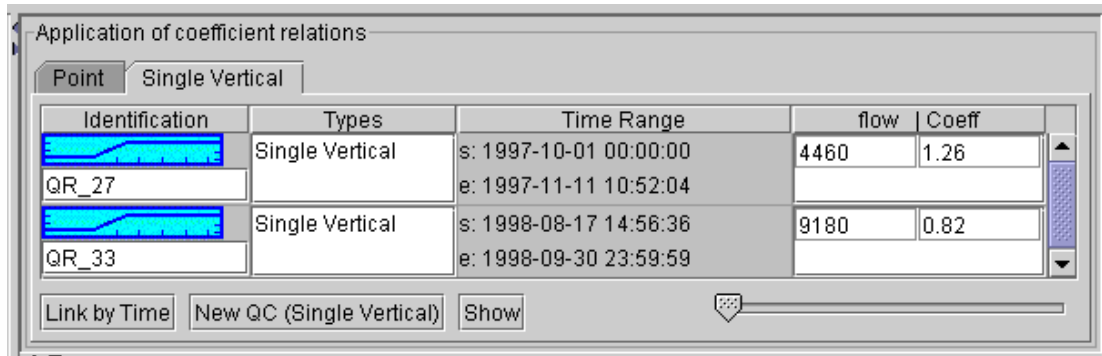 Application of coefficient relations
Point Single Vertical
Identification Types Time Range flow | Coeff
Single Vertical s: 1997-10-01 00:00:00 4460 1.26
QR_27 e: 1997-11-11 10:52:04
Single Vertical s: 1998-08-17 14:56:36 9180 0.82
QR_33 e: 1998-09-30 23:59:59
Link by Time New QC (Single Vertical) Show